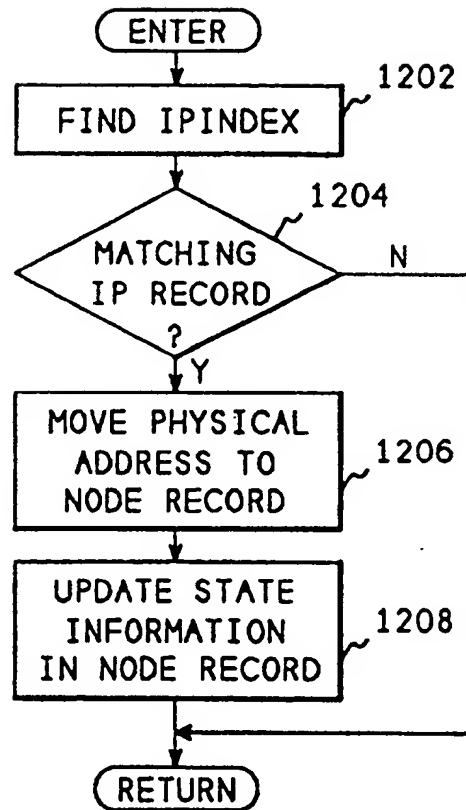 ENTER
1202
FIND IPINDEX
1204
MATCHING
IP RECORD
?
N
Y
MOVE PHYSICAL
ADDRESS TO
NODE RECORD
1206
UPDATE STATE
INFORMATION
IN NODE RECORD
1208
RETURN